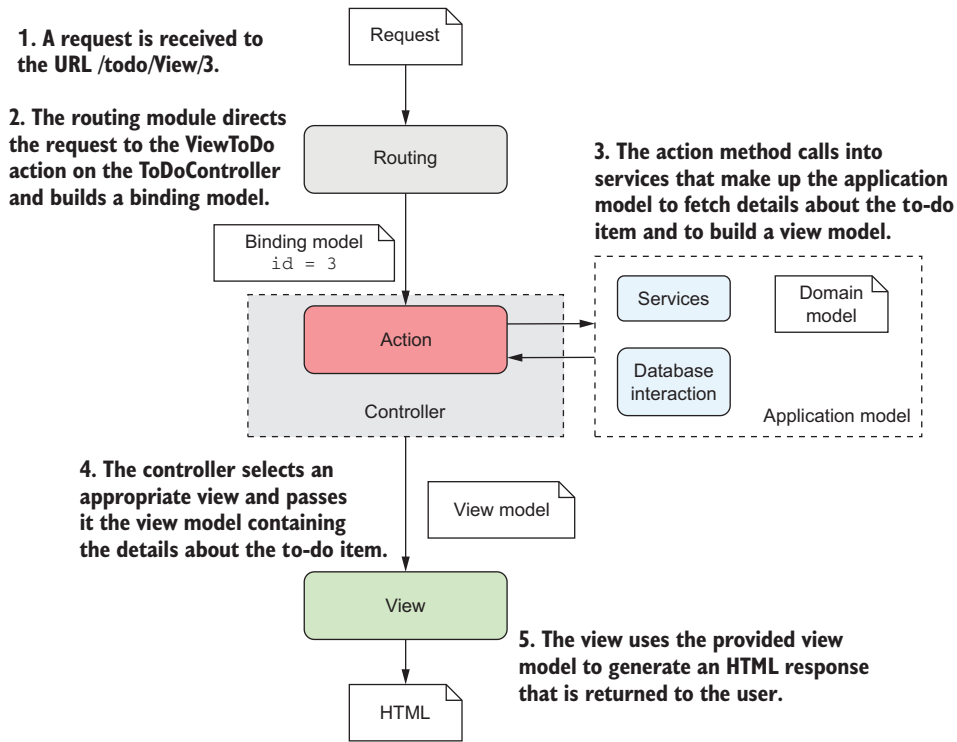 1. A request is received to
the URL /todo/View/3.
Request
2. The routing module directs
the request to the ViewToDo
action on the ToDoController
and builds a binding model.
Routing
3. The action method calls into
services that make up the application
model to fetch details about the to-do
item and to build a view model.
Binding model
id = 3
Action
Controller
Services
Domain
model
Database
interaction
Application model
4. The controller selects an
appropriate view and passes
it the view model containing
the details about the to-do item.
View model
View
5. The view uses the provided view
model to generate an HTML response
that is returned to the user.
HTML